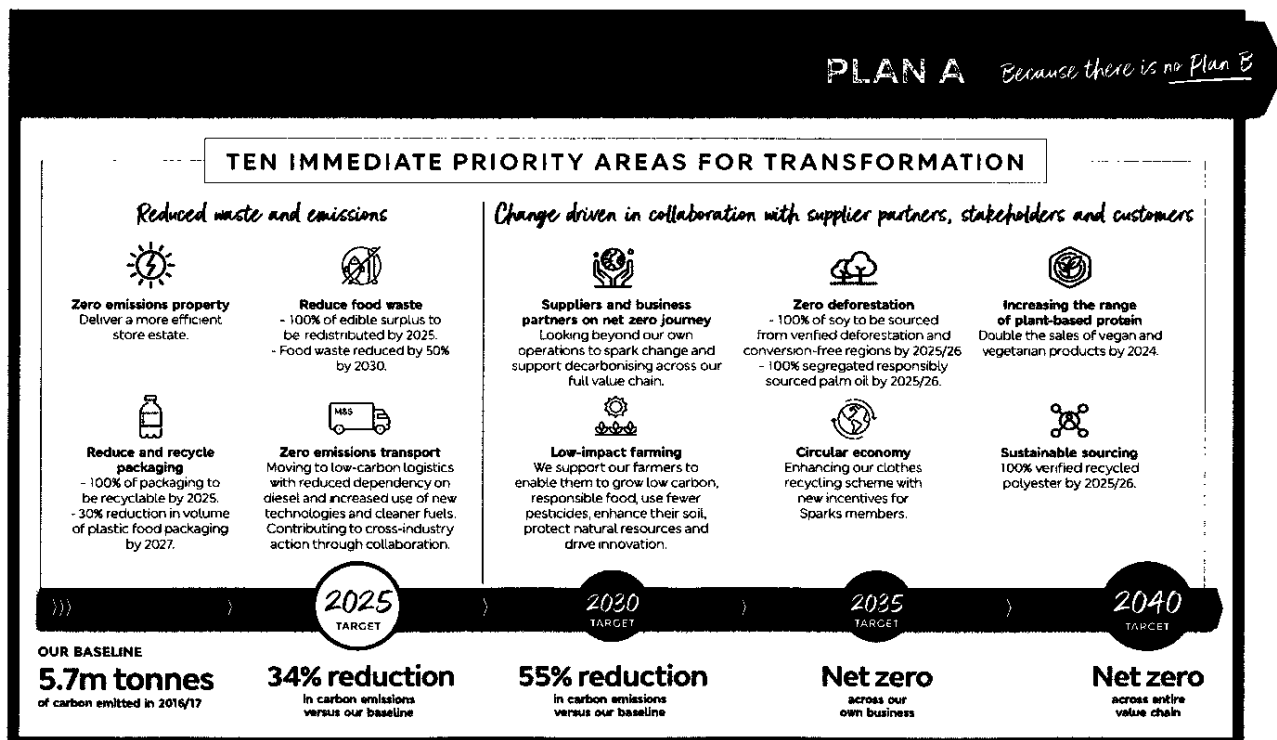 PLAN A
Because there is no Plan B
TEN IMMEDIATE PRIORITY AREAS FOR TRANSFORMATION
Reduced waste and emissions
Zero emissions property
Deliver a more efficient
store estate.
Reduce food waste
- 100% of edible surplus to
be redistributed by 2025.
- Food waste reduced by 50%
by 2030.
Reduce and recycle
packaging
- 100% of packaging to
be recyclable by 2025.
- 30% reduction in volume
of plastic food packaging
by 2027.
M&S
Zero emissions transport
Moving to low-carbon logistics
with reduced dependency on
diesel and increased use of new
technologies and cleaner fuels.
Contributing to cross-industry
action through collaboration.
Change driven in collaboration with supplier partners, stakeholders and customers
Suppliers and business
partners on net zero journey
Looking beyond our own
operations to spark change and
support decarbonising across our
full value chain.
Zero deforestation
- 100% of soy to be sourced
from verified deforestation and
conversion-free regions by 2025/26
- 100% segregated responsibly
sourced palm oil by 2025/26.
Increasing the range
of plant-based protein
Double the sales of vegan and
vegetarian products by 2024.
Low-impact farming
We support our farmers to
enable them to grow low carbon,
responsible food, use fewer
pesticides, enhance their soil,
protect natural resources and
drive innovation.
Circular economy
Enhancing our clothes
recycling scheme with
new incentives for
Sparks members.
Sustainable sourcing
100% verified recycled
polyester by 2025/26.
OUR BASELINE
5.7m tonnes
of carbon emitted in 2016/17
2025
TARGET
34% reduction
in carbon emissions
versus our baseline
2030
TARGET
55% reduction
in carbon emissions
versus our baseline
2035
TARGET
Net zero
across our
own business
2040
TARGET
Net zero
across entire
value chain